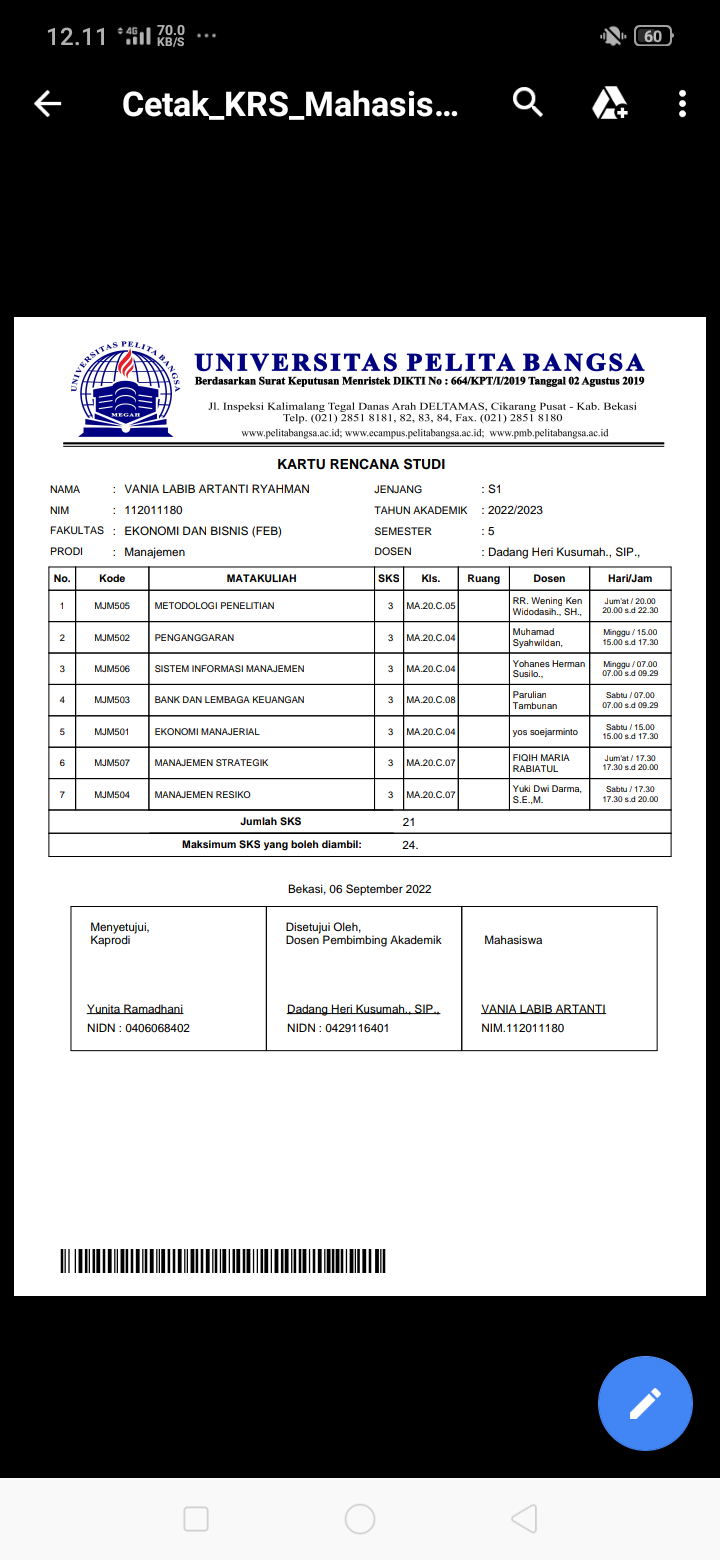 12.11 4G 70.0 KB/S ... 60
Cetak_KRS_Mahasis...
UNIVERSITAS PELITA BANGSA
MEGAH
UNIVERSITAS PELITA BANGSA
Berdasarkan Surat Keputusan Menristek DIKTI No : 664/KPT/I/2019 Tanggal 02 Agustus 2019
Jl. Inspeksi Kalimalang Tegal Danas Arah DELTAMAS, Cikarang Pusat - Kab. Bekasi
Telp. (021) 2851 8181, 82, 83, 84, Fax. (021) 2851 8180
www.pelitabangsa.ac.id; www.ecampus.pelitabangsa.ac.id; www.pmb.pelitabangsa.ac.id
KARTU RENCANA STUDI
NAMA : VANIA LABIB ARTANTI RYAHMAN JENJANG : S1
NIM : 112011180 TAHUN AKADEMIK : 2022/2023
FAKULTAS : EKONOMI DAN BISNIS (FEB) SEMESTER : 5
PRODI : Manajemen DOSEN : Dadang Heri Kusumah., SIP.,
No. Kode MATAKULIAH SKS Kls. Ruang Dosen Hari/Jam
1 MJM505 METODOLOGI PENELITIAN 3 MA.20.C.05 RR. Wening Ken Widodasih., SH., Jum'at / 20.00 20.00 s.d 22.30
2 MJM502 PENGANGGARAN 3 MA.20.C.04 Muhamad Syahwildan, Minggu / 15.00 15.00 s.d 17.30
3 MJM506 SISTEM INFORMASI MANAJEMEN 3 MA.20.C.04 Yohanes Herman Susilo., Minggu / 07.00 07.00 s.d 09.29
4 MJM503 BANK DAN LEMBAGA KEUANGAN 3 MA.20.C.08 Parulian Tambunan Sabtu / 07.00 07.00 s.d 09.29
5 MJM501 EKONOMI MANAJERIAL 3 MA.20.C.04 yos soejarminto Sabtu / 15.00 15.00 s.d 17.30
6 MJM507 MANAJEMEN STRATEGIK 3 MA.20.C.07 FIQIH MARIA RABIATUL Jum'at / 17.30 17.30 s.d 20.00
7 MJM504 MANAJEMEN RESIKO 3 MA.20.C.07 Yuki Dwi Darma, S.E.,M. Sabtu / 17.30 17.30 s.d 20.00
Jumlah SKS 21
Maksimum SKS yang boleh diambil: 24.
Bekasi, 06 September 2022
Menyetujui,
Kaprodi
Yunita Ramadhani
NIDN : 0406068402
Disetujui Oleh,
Dosen Pembimbing Akademik
Dadang Heri Kusumah., SIP.,
NIDN : 0429116401
Mahasiswa
VANIA LABIB ARTANTI
NIM.112011180